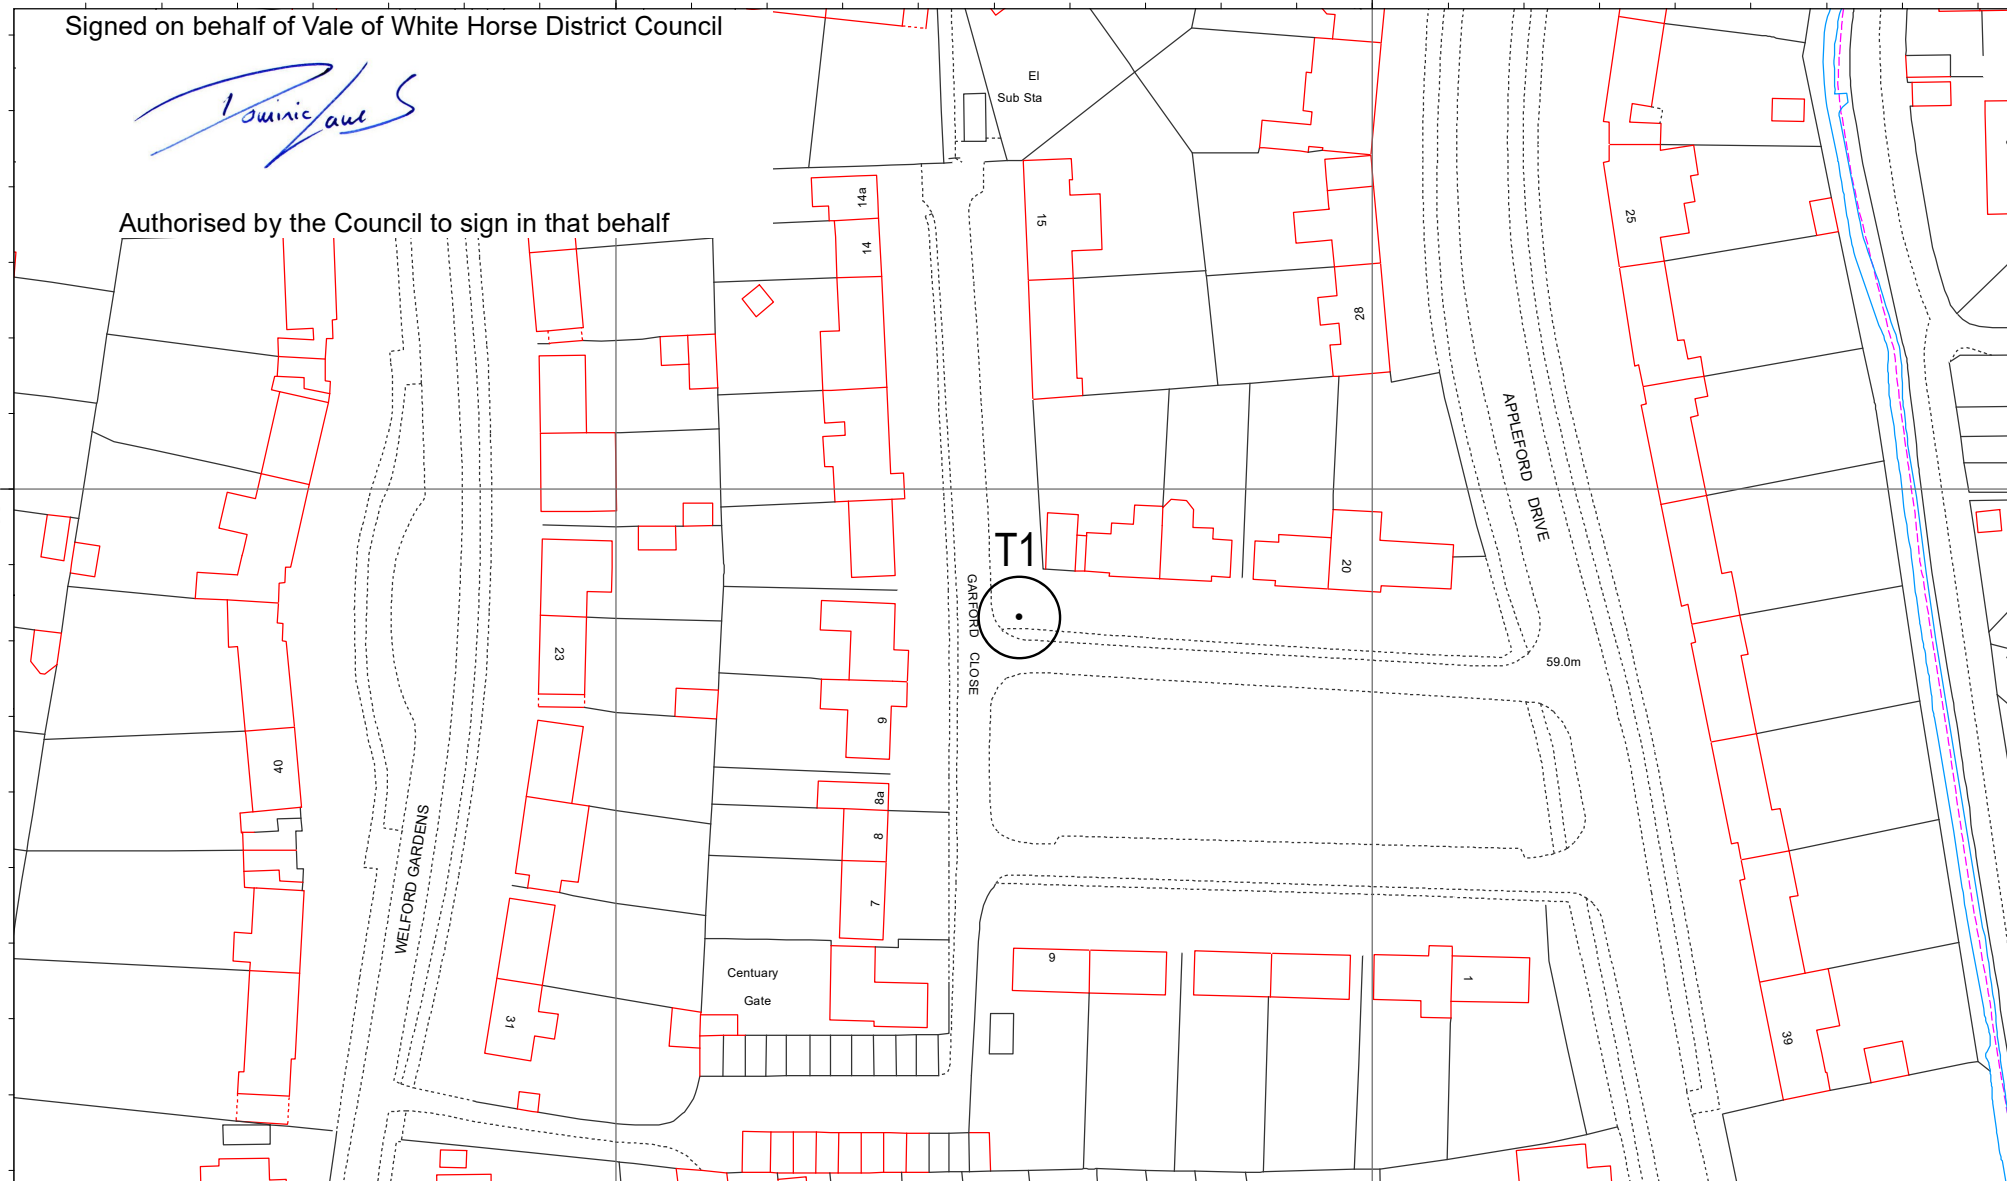 Signed on behalf of Vale of White Horse District Council
Authorised by the Council to sign in that behalf
El
Sub Sta
14a
14
15
28
25
APPLEFORD DRIVE
T1
GARFORD CLOSE
20
59.0m
23
9
40
8a
8
7
WELFORD GARDENS
Centuary
Gate
9
1
31
39